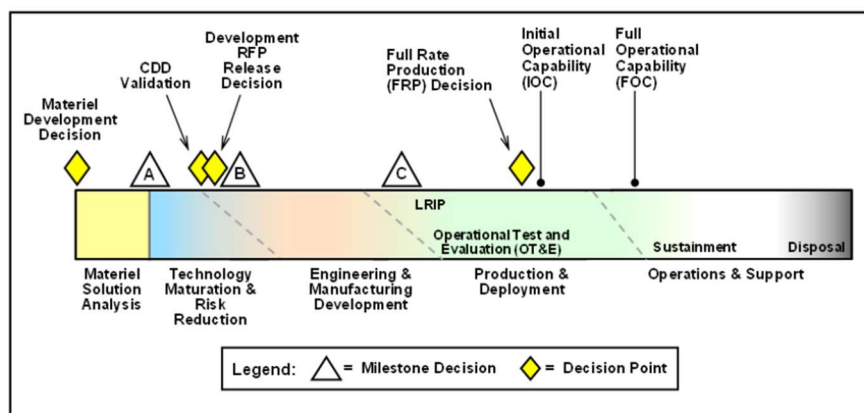 Materiel
Development
Decision
CDD
Validation
Development
RFP
Release
Decision
Full Rate
Production
(FRP) Decision
Initial
Operational
Capability
(IOC)
Full
Operational
Capability
(FOC)
A
B
C
LRIP
Operational Test and
Evaluation (OT&E)
Sustainment
Disposal
Materiel
Solution
Analysis
Technology
Maturation &
Risk
Reduction
Engineering &
Manufacturing
Development
Production &
Deployment
Operations & Support
Legend: = Milestone Decision = Decision Point